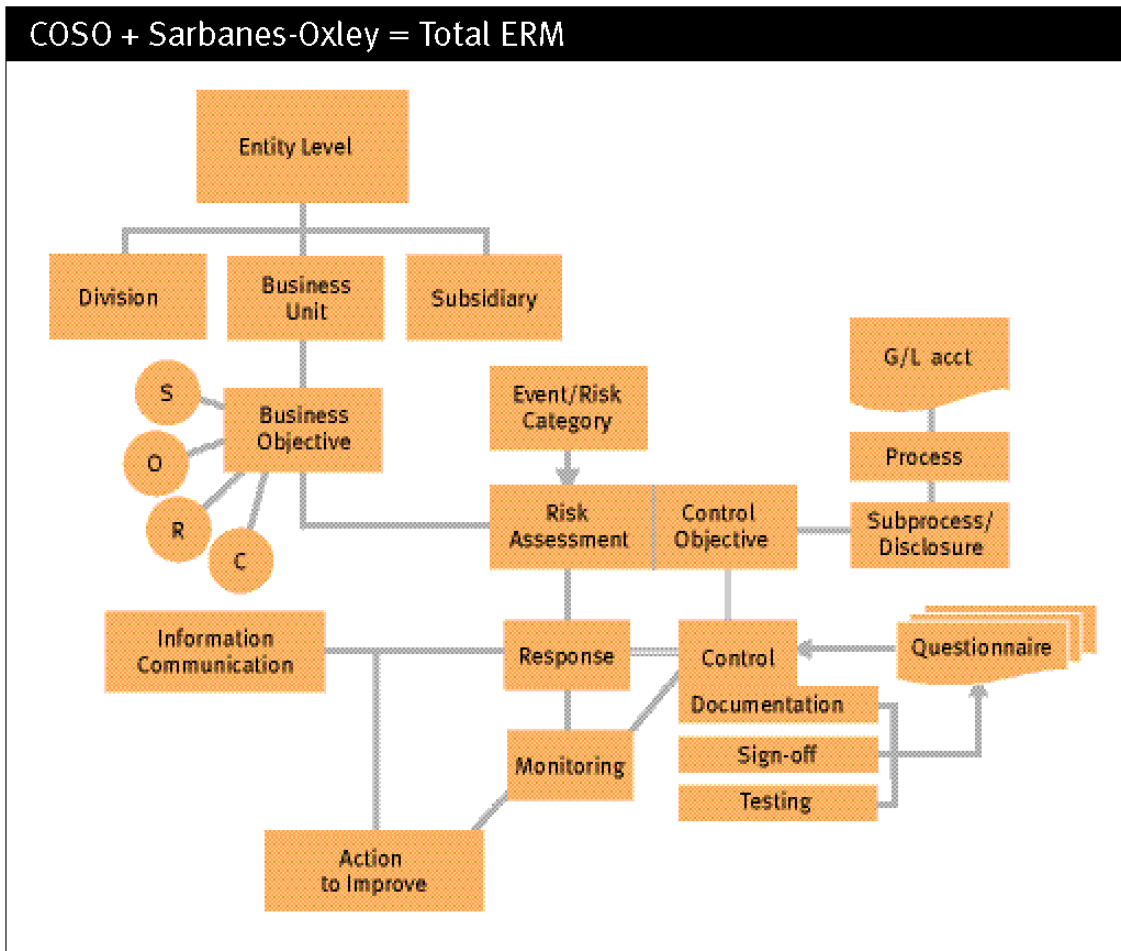 COSO + Sarbanes-Oxley = Total ERM
Entity Level
Division
Business
Unit
Subsidiary
G/L acct
S
Business
Objective
Event/Risk
Category
O
Process
R
C
Risk
Assessment
Control
Objective
Subprocess/
Disclosure
Information
Communication
Response
Control
Questionnaire
Documentation
Monitoring
Sign-off
Testing
Action
to Improve